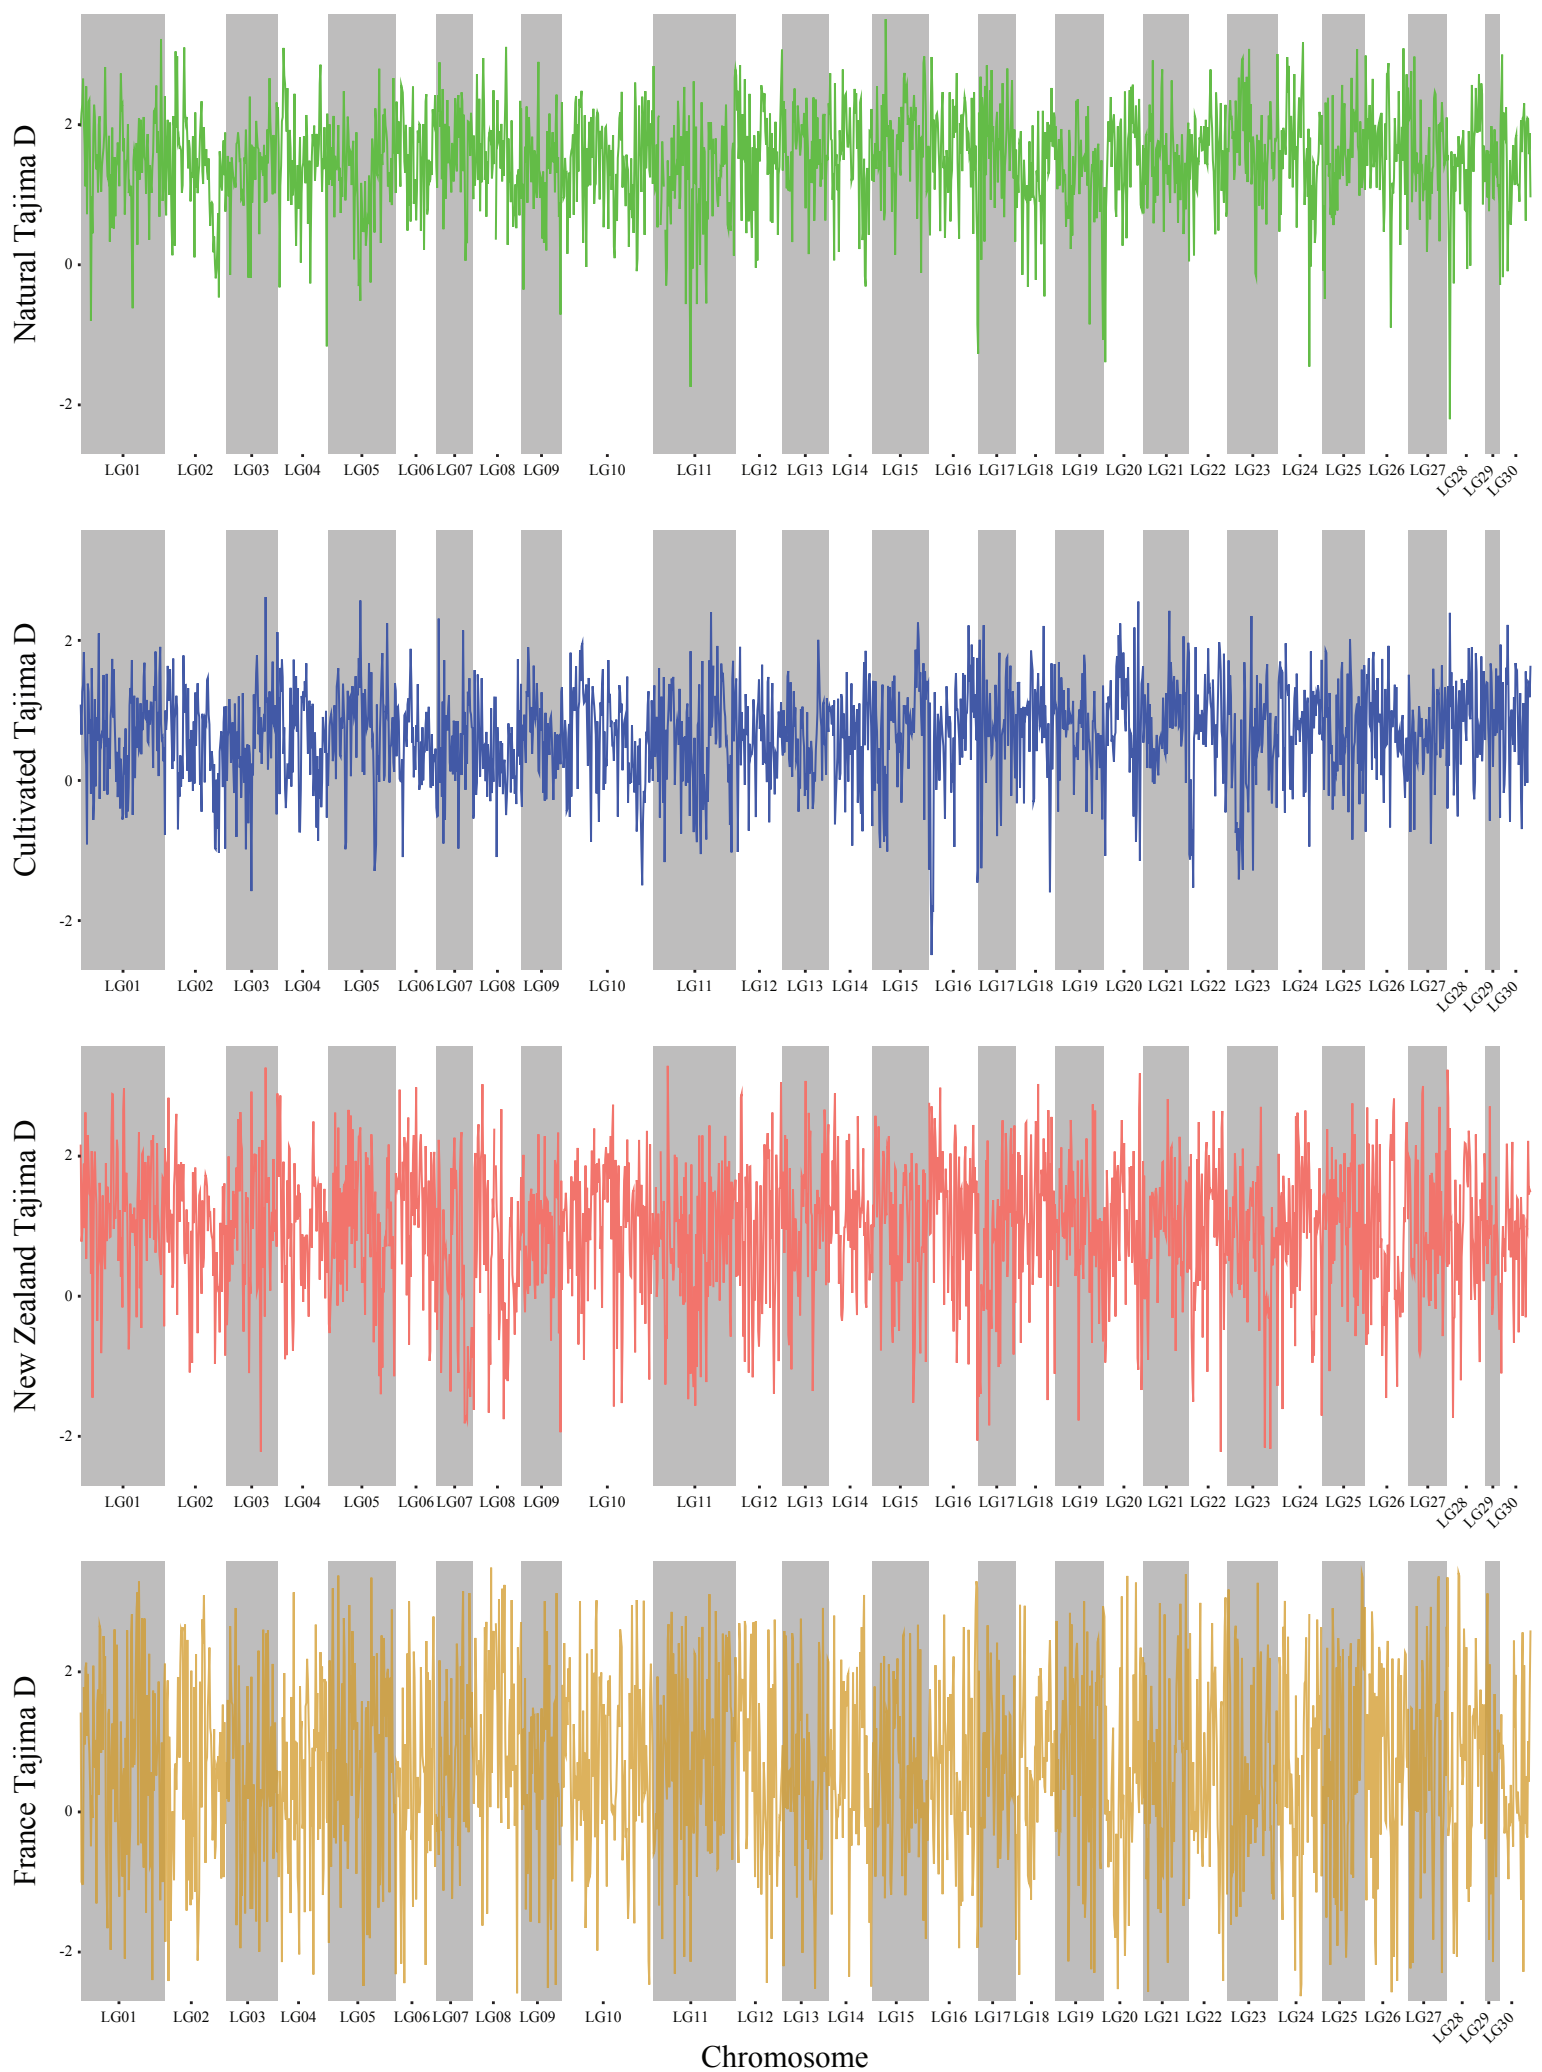 Natural Tajima D
2
0
-2
LG01 LG02 LG03 LG04 LG05 LG06 LG07 LG08 LG09 LG10 LG11 LG12 LG13 LG14 LG15 LG16 LG17 LG18 LG19 LG20 LG21 LG22 LG23 LG24 LG25 LG26 LG27 LG28 LG29 LG30
Cultivated Tajima D
2
0
-2
LG01 LG02 LG03 LG04 LG05 LG06 LG07 LG08 LG09 LG10 LG11 LG12 LG13 LG14 LG15 LG16 LG17 LG18 LG19 LG20 LG21 LG22 LG23 LG24 LG25 LG26 LG27 LG28 LG29 LG30
New Zealand Tajima D
2
0
-2
LG01 LG02 LG03 LG04 LG05 LG06 LG07 LG08 LG09 LG10 LG11 LG12 LG13 LG14 LG15 LG16 LG17 LG18 LG19 LG20 LG21 LG22 LG23 LG24 LG25 LG26 LG27 LG28 LG29 LG30
France Tajima D
2
0
-2
LG01 LG02 LG03 LG04 LG05 LG06 LG07 LG08 LG09 LG10 LG11 LG12 LG13 LG14 LG15 LG16 LG17 LG18 LG19 LG20 LG21 LG22 LG23 LG24 LG25 LG26 LG27 LG28 LG29 LG30
Chromosome